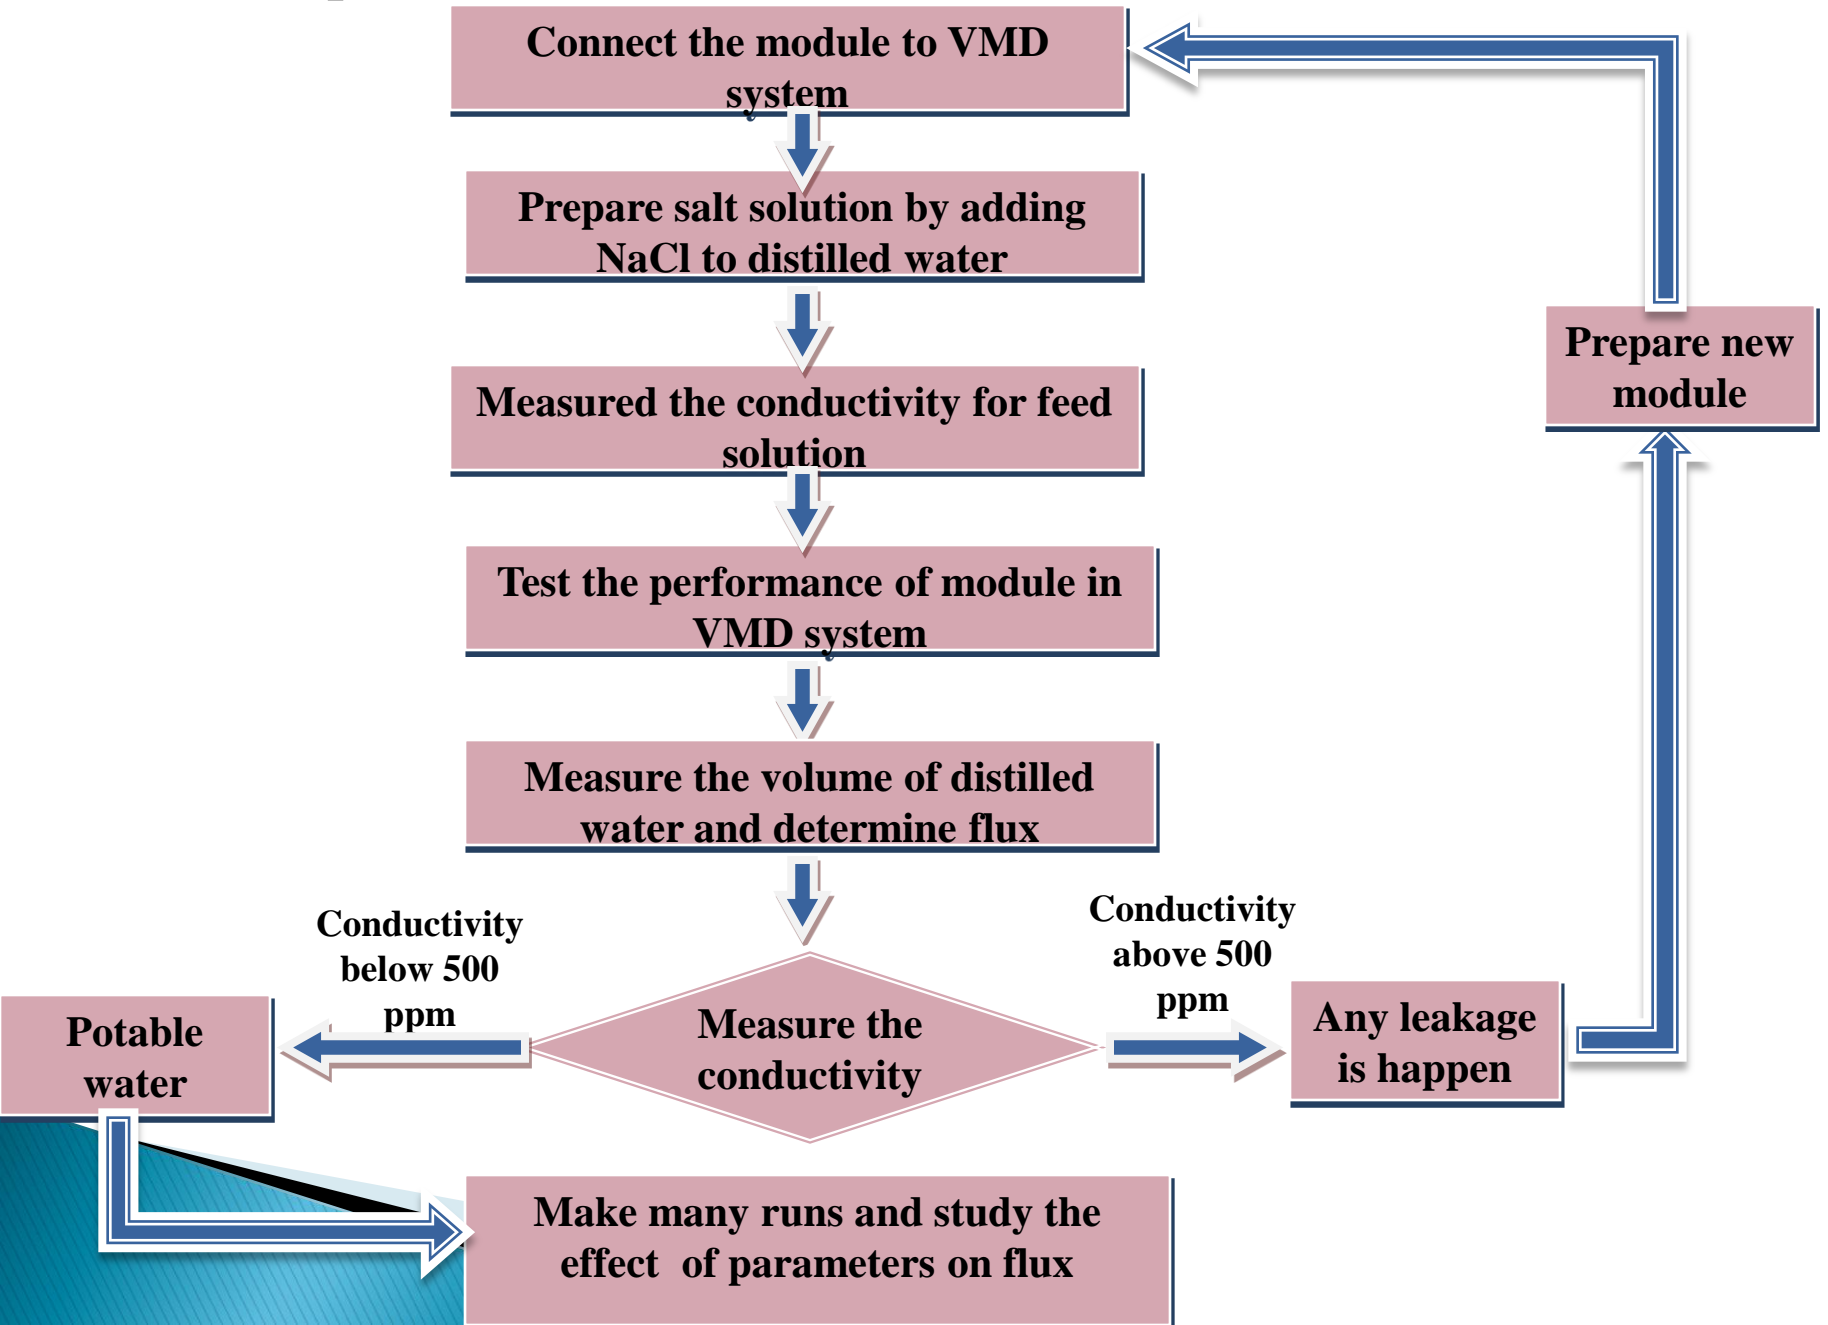 Connect the module to VMD
system
Prepare salt solution by adding
NaCl to distilled water
Measured the conductivity for feed
solution
Test the performance of module in
VMD system
Measure the volume of distilled
water and determine flux
Conductivity
below 500
ppm
Conductivity
above 500
ppm
Measure the
conductivity
Potable
water
Any leakage
is happen
Prepare new
module
Make many runs and study the
effect  of parameters on flux